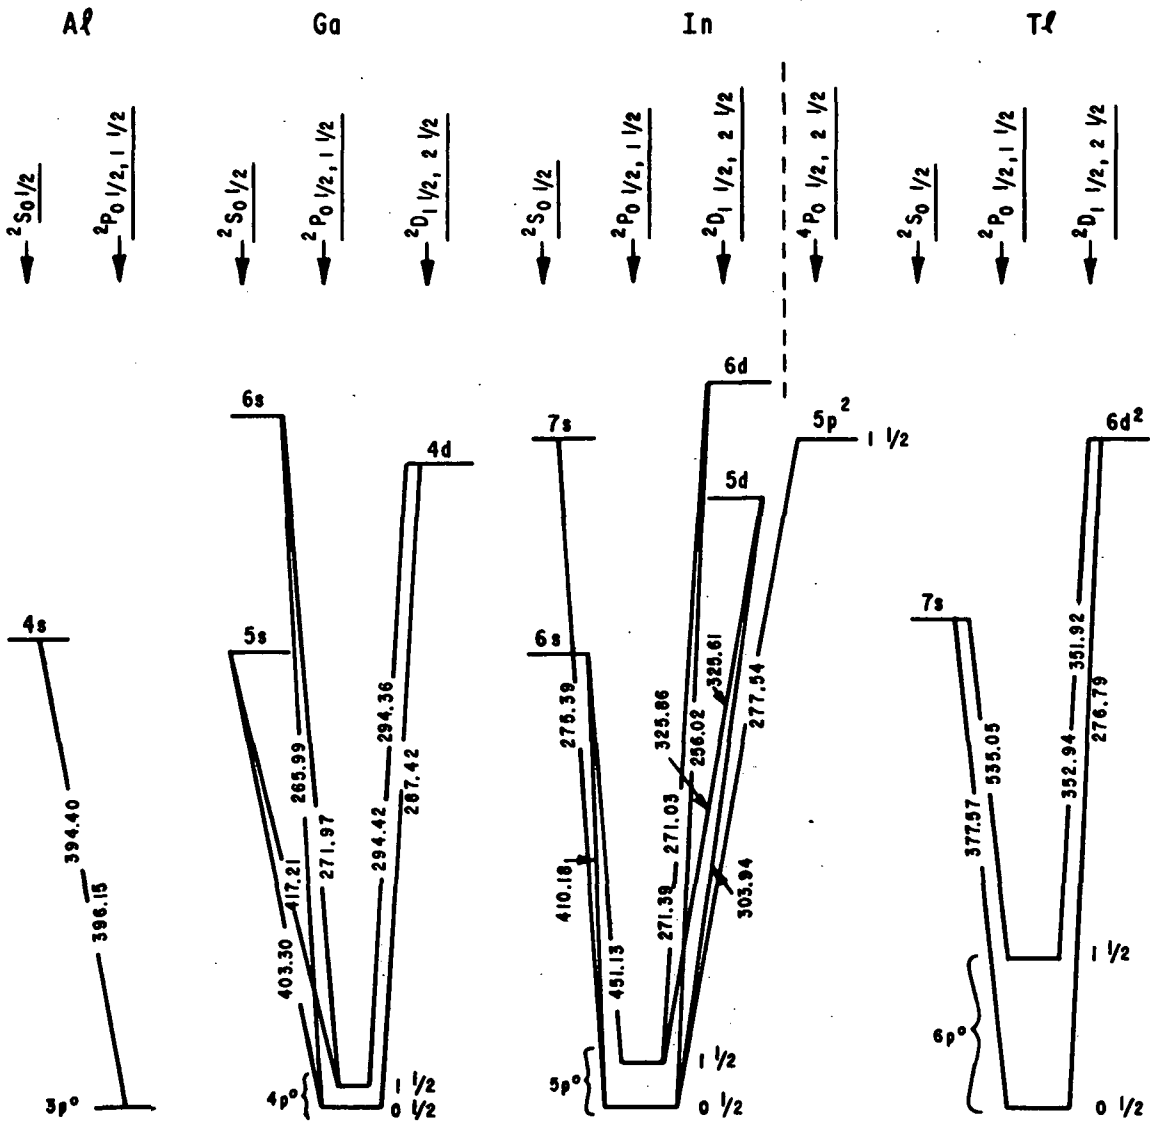 Al Ga In Tl
²S₀ 1/2
²P₀ 1/2, 1 1/2
²S₀ 1/2
²P₀ 1/2, 1 1/2
²D₁ 1/2, 2 1/2
²S₀ 1/2
²P₀ 1/2, 1 1/2
²D₁ 1/2, 2 1/2
⁴P₀ 1/2, 2 1/2
²S₀ 1/2
²P₀ 1/2, 1 1/2
²D₁ 1/2, 2 1/2
4s
394.40
396.15
3p°
6s
4d
5s
265.99
271.97
294.36
294.42
287.42
417.21
403.30
4p°
1 1/2
0 1/2
6d
7s
5p²
1 1/2
5d
6s
275.39
325.86
256.02
325.61
277.54
410.18
271.03
271.39
303.94
451.13
5p°
1 1/2
0 1/2
6d²
7s
351.92
276.79
535.05
352.94
377.57
1 1/2
6p°
0 1/2